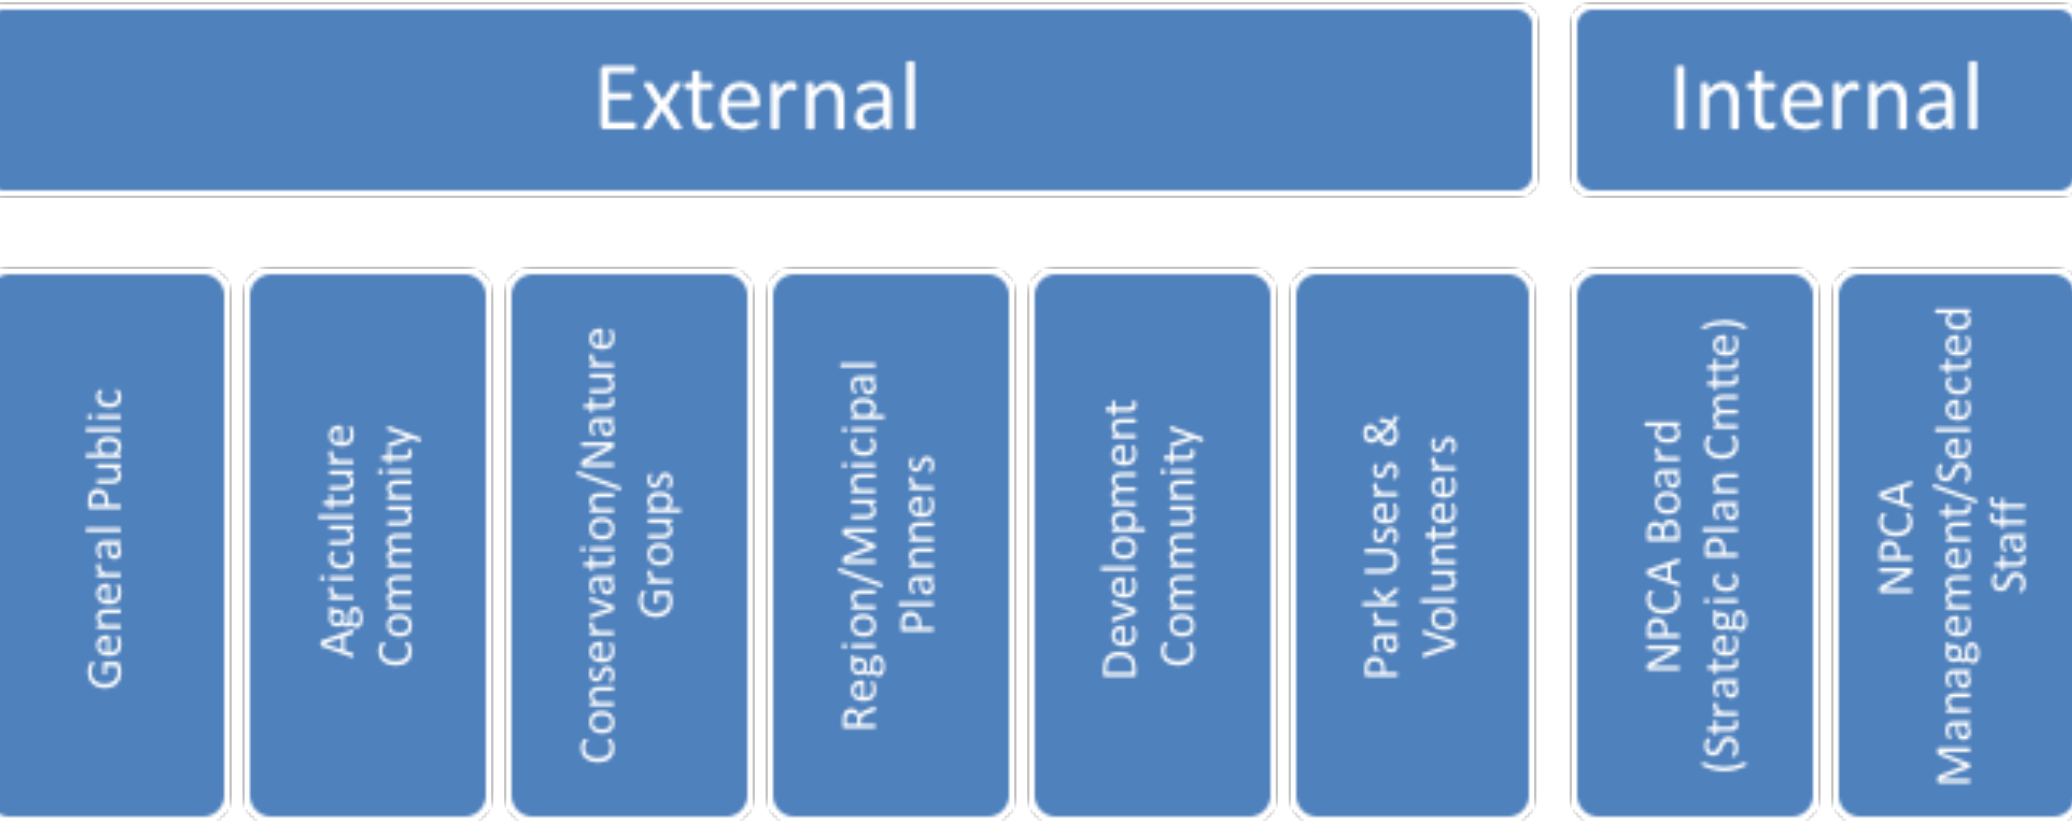 External
Internal
General Public
Agriculture
Community
Conservation/Nature
Groups
Region/Municipal
Planners
Development
Community
Park Users &
Volunteers
NPCA Board
(Strategic Plan Cmtte)
NPCA
Management/Selected
Staff